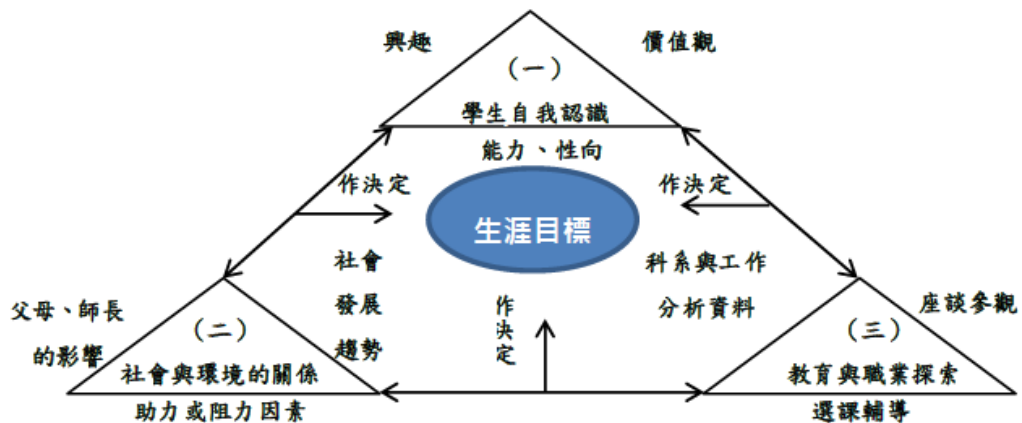 興趣
價值觀
（一）
學生自我認識
能力、性向
作決定
作決定
生涯目標
社會
發展
趨勢
科系與工作
分析資料
作決定
父母、師長
的影響
（二）
社會與環境的關係
助力或阻力因素
座談參觀
（三）
教育與職業探索
選課輔導